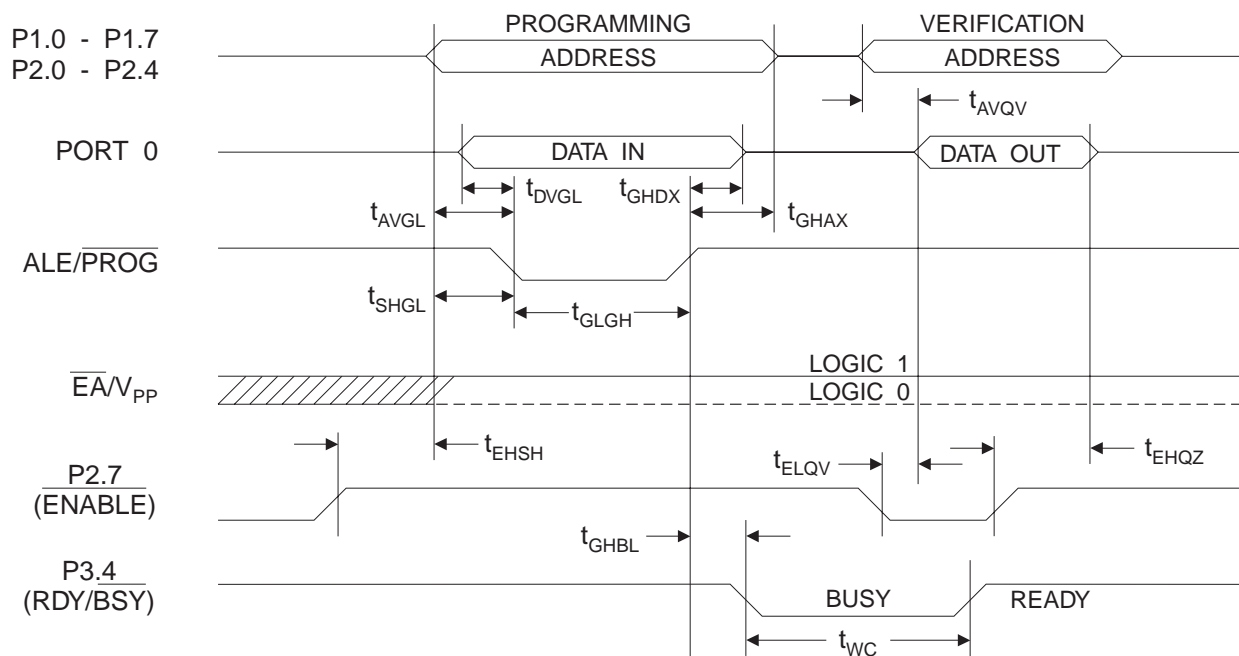 PROGRAMMING VERIFICATION
P1.0 - P1.7
P2.0 - P2.4
ADDRESS ADDRESS
tAVQV
PORT 0 DATA IN DATA OUT
tDVGL tGHDX
tAVGL tGHAX
ALE/PROG
tSHGL tGLGH
LOGIC 1
EA/VPP
LOGIC 0
tEHSH tELQV tEHQZ
P2.7
(ENABLE)
tGHBL
P3.4
(RDY/BSY) BUSY READY
tWC